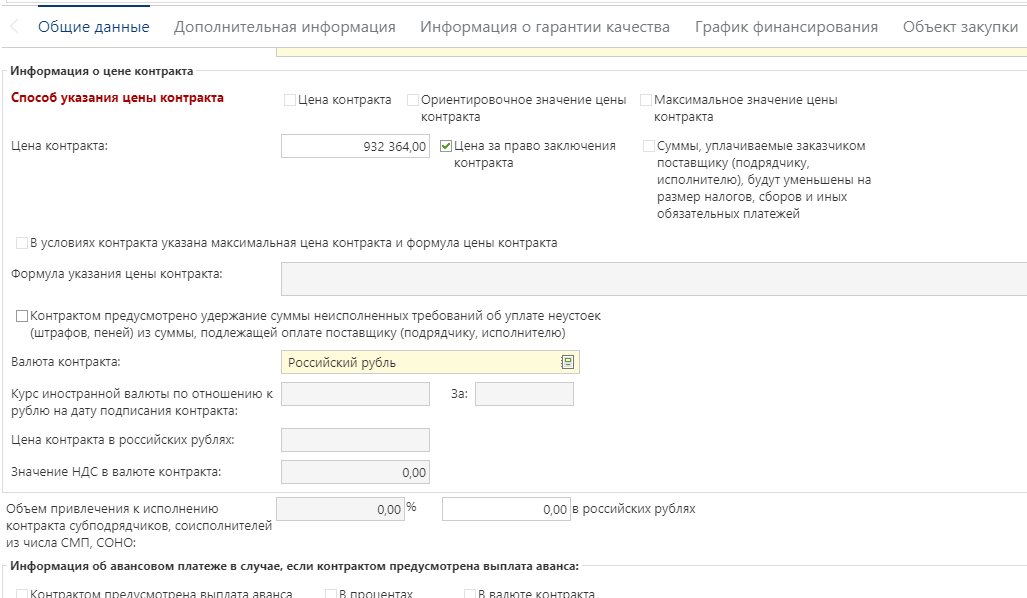 Общие данные Дополнительная информация Информация о гарантии качества График финансирования Объект закупки
Информация о цене контракта
Способ указания цены контракта
Цена контракта
Ориентировочное значение цены
контракта
Максимальное значение цены
контракта
Цена контракта:
932 364,00
Цена за право заключения
контракта
Суммы, уплачиваемые заказчиком
поставщику (подрядчику,
исполнителю), будут уменьшены на
размер налогов, сборов и иных
обязательных платежей
В условиях контракта указана максимальная цена контракта и формула цены контракта
Формула указания цены контракта:
Контрактом предусмотрено удержание суммы неисполненных требований об уплате неустоек
(штрафов, пеней) из суммы, подлежащей оплате поставщику (подрядчику, исполнителю)
Валюта контракта:
Российский рубль
Курс иностранной валюты по отношению к
рублю на дату подписания контракта:
За:
Цена контракта в российских рублях:
Значение НДС в валюте контракта:
0,00
Объем привлечения к исполнению
контракта субподрядчиков, соисполнителей
из числа СМП, СОНО:
0,00 %
0,00 в российских рублях
Информация об авансовом платеже в случае, если контрактом предусмотрена выплата аванса:
Контрактом предусмотрена выплата аванса
В процентах
В валюте контракта